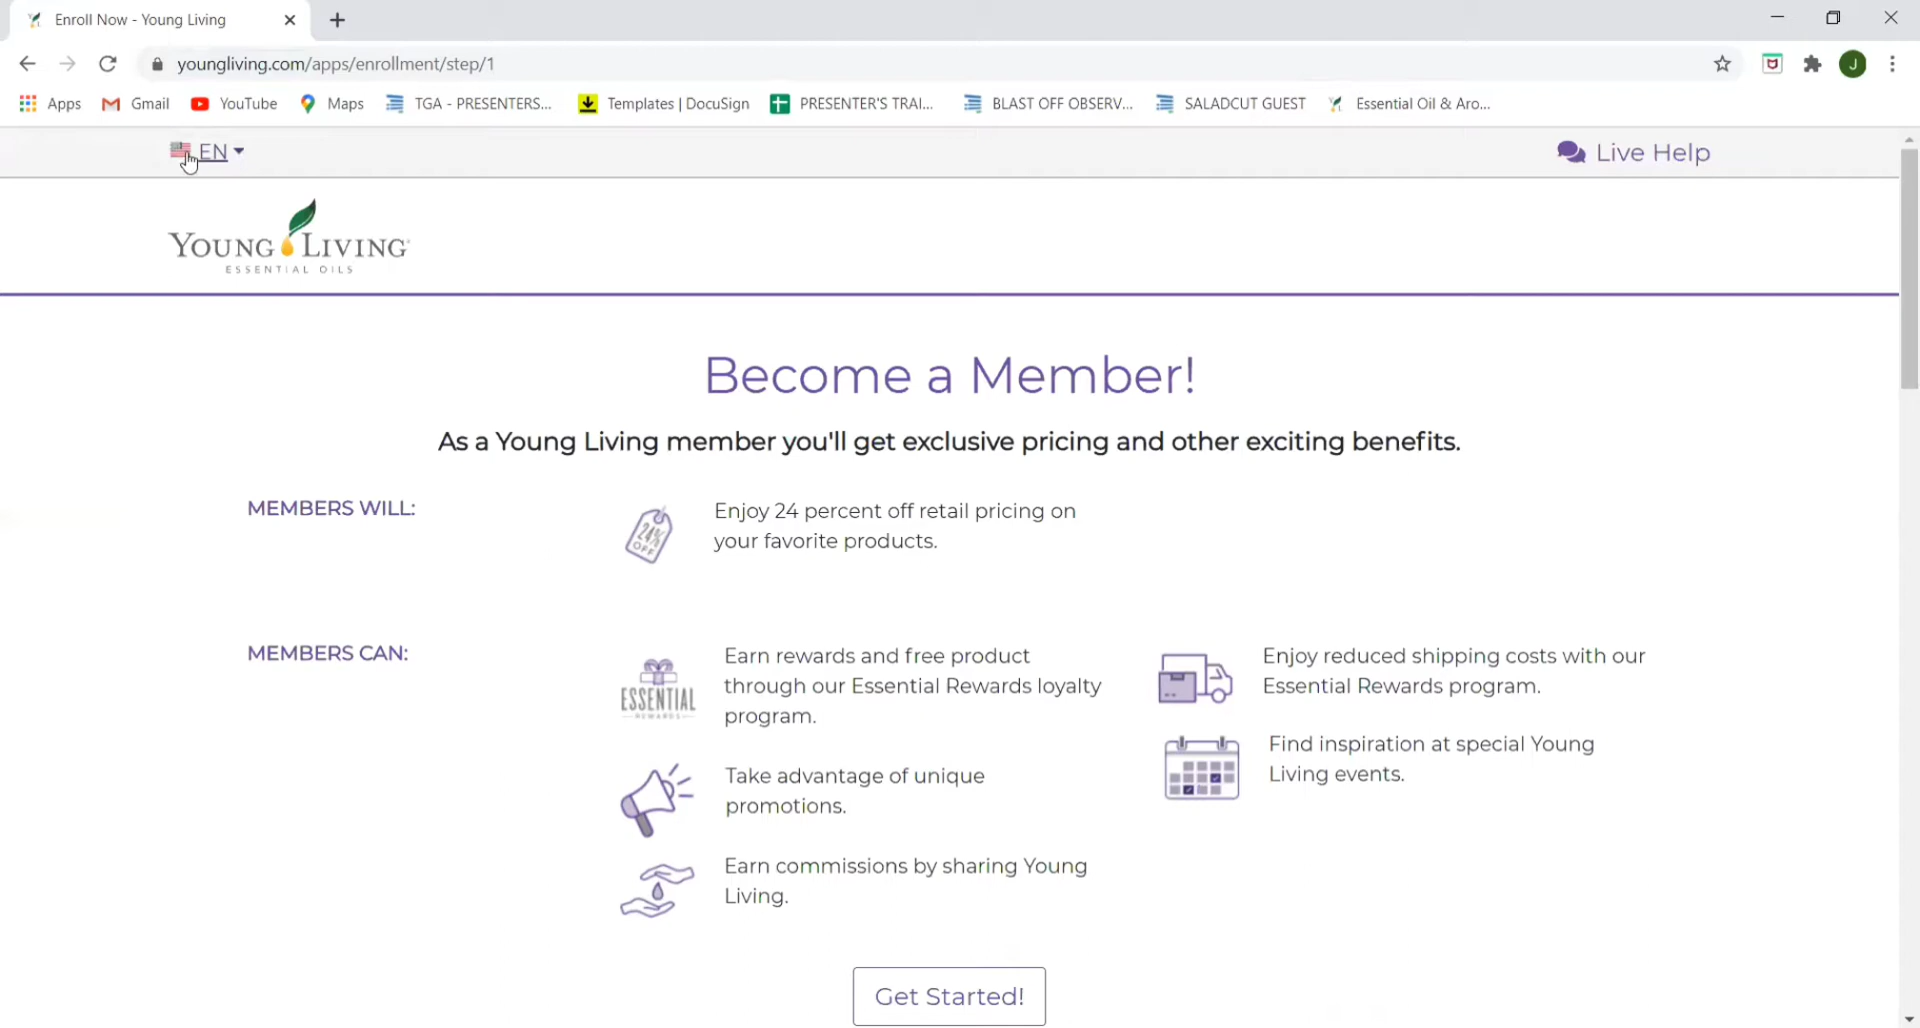 Enroll Now - Young Living
youngliving.com/apps/enrollment/step/1
J
Apps Gmail YouTube Maps TGA - PRESENTERS... Templates | DocuSign PRESENTER'S TRAI... BLAST OFF OBSERV... SALADCUT GUEST Essential Oil & Aro...
EN
Live Help
YOUNG LIVING
ESSENTIAL OILS
Become a Member!
As a Young Living member you'll get exclusive pricing and other exciting benefits.
MEMBERS WILL:
24%
OFF
Enjoy 24 percent off retail pricing on
your favorite products.
MEMBERS CAN:
ESSENTIAL
REWARDS
Earn rewards and free product
through our Essential Rewards loyalty
program.
Enjoy reduced shipping costs with our
Essential Rewards program.
Take advantage of unique
promotions.
Find inspiration at special Young
Living events.
Earn commissions by sharing Young
Living.
Get Started!